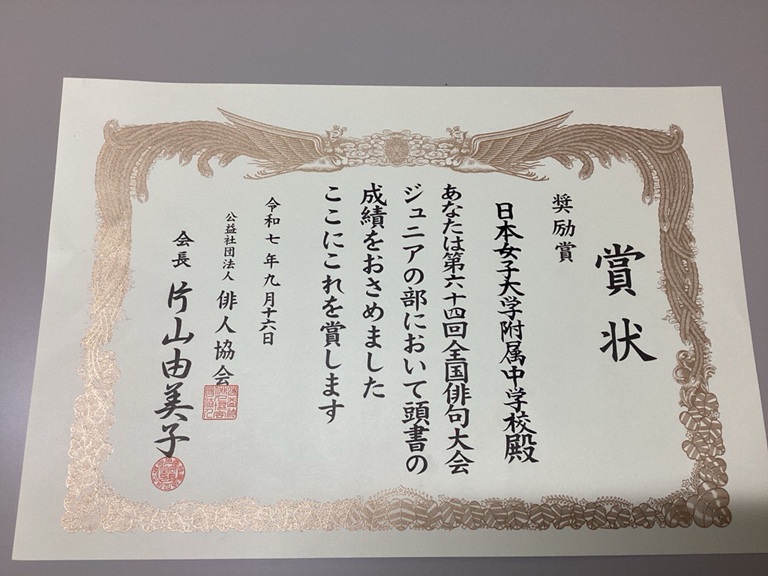 賞状
奨励賞
日本女子大学附属中学校殿
あなたは第六十四回全国俳句大会
ジュニアの部において頭書の
成績をおさめました
ここにこれを賞します
令和七年九月十六日
公益社団法人 俳人協会
会長 片山由美子